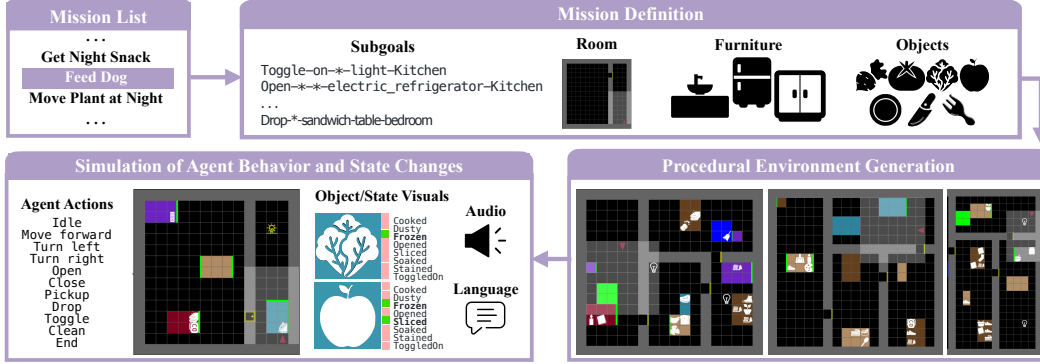 Mission List
...
Get Night Snack
Feed Dog
Move Plant at Night
...
Mission Definition
Subgoals
Toggle-on-*-light-Kitchen
Open-*-*-electric_refrigerator-Kitchen
...
Drop-*-sandwich-table-bedroom
Room
Furniture
Objects
Simulation of Agent Behavior and State Changes
Agent Actions
Idle
Move forward
Turn left
Turn right
Open
Close
Pickup
Drop
Toggle
Clean
End
Object/State Visuals
Cooked
Dusty
Frozen
Opened
Sliced
Soaked
Stained
ToggledOn
Cooked
Dusty
Frozen
Opened
Sliced
Soaked
Stained
ToggledOn
Audio
Language
Procedural Environment Generation